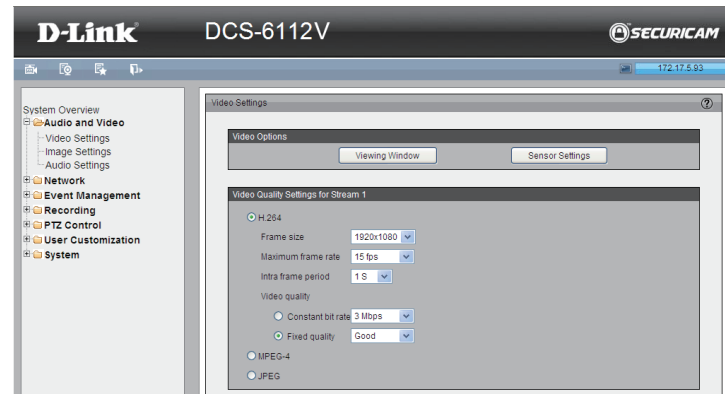 D-Link
DCS-6112V
SECURICAM
172.17.5.93
System Overview
Audio and Video
Video Settings
Image Settings
Audio Settings
Network
Event Management
Recording
PTZ Control
User Customization
System
Video Settings
?
Video Options
Viewing Window
Sensor Settings
Video Quality Settings for Stream 1
H.264
Frame size 1920x1080
Maximum frame rate 15 fps
Intra frame period 1 S
Video quality
Constant bit rate 3 Mbps
Fixed quality Good
MPEG-4
JPEG